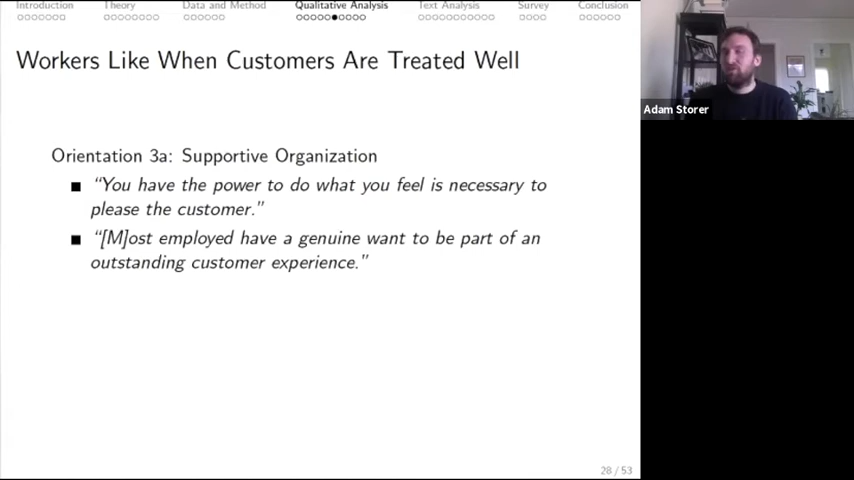 Introduction Theory Data and Method Qualitative Analysis Text Analysis Survey Conclusion
Workers Like When Customers Are Treated Well
Adam Storer
Orientation 3a: Supportive Organization
“You have the power to do what you feel is necessary to
please the customer.”
“[M]ost employed have a genuine want to be part of an
outstanding customer experience.”
28 / 53